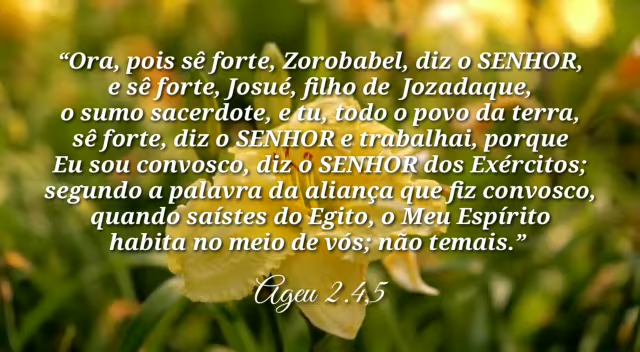 “Ora, pois sê forte, Zorobabel, diz o SENHOR,
e sê forte, Josué, filho de Jozadaque,
o sumo sacerdote, e tu, todo o povo da terra,
sê forte, diz o SENHOR e trabalhai, porque
Eu sou convosco, diz o SENHOR dos Exércitos;
segundo a palavra da aliança que fiz convosco,
quando saístes do Egito, o Meu Espírito
habita no meio de vós; não temais.”
Ageu 2.4,5